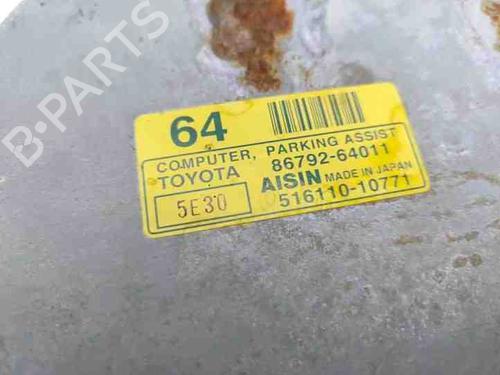 B-PARTS
64
COMPUTER, PARKING ASSIST
TOYOTA 86792-64011
5E30 AISIN MADE IN JAPAN
516110-10771